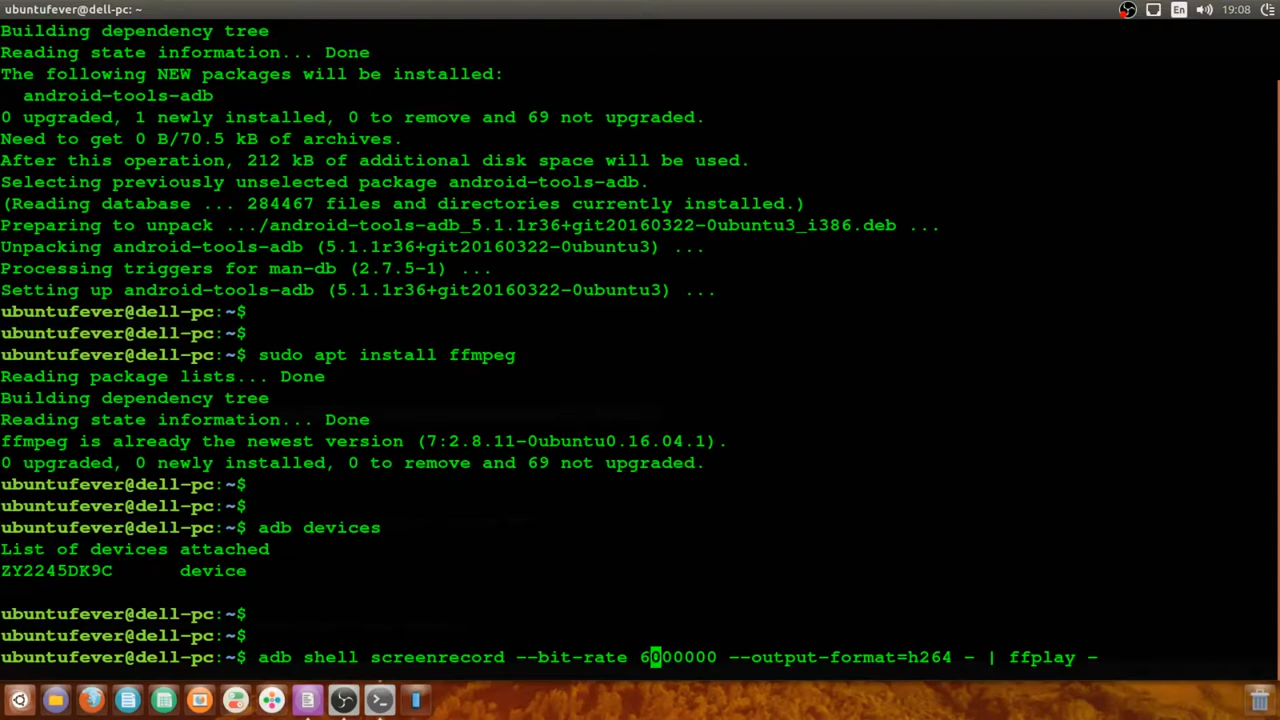 ubuntufever@dell-pc: ~
En
19:08
Building dependency tree
Reading state information... Done
The following NEW packages will be installed:
  android-tools-adb
0 upgraded, 1 newly installed, 0 to remove and 69 not upgraded.
Need to get 0 B/70.5 kB of archives.
After this operation, 212 kB of additional disk space will be used.
Selecting previously unselected package android-tools-adb.
(Reading database ... 284467 files and directories currently installed.)
Preparing to unpack .../android-tools-adb_5.1.1r36+git20160322-0ubuntu3_i386.deb ...
Unpacking android-tools-adb (5.1.1r36+git20160322-0ubuntu3) ...
Processing triggers for man-db (2.7.5-1) ...
Setting up android-tools-adb (5.1.1r36+git20160322-0ubuntu3) ...
ubuntufever@dell-pc:~$
ubuntufever@dell-pc:~$
ubuntufever@dell-pc:~$ sudo apt install ffmpeg
Reading package lists... Done
Building dependency tree
Reading state information... Done
ffmpeg is already the newest version (7:2.8.11-0ubuntu0.16.04.1).
0 upgraded, 0 newly installed, 0 to remove and 69 not upgraded.
ubuntufever@dell-pc:~$
ubuntufever@dell-pc:~$
ubuntufever@dell-pc:~$ adb devices
List of devices attached
ZY2245DK9C      device
ubuntufever@dell-pc:~$
ubuntufever@dell-pc:~$
ubuntufever@dell-pc:~$ adb shell screenrecord --bit-rate 6000000 --output-format=h264 - | ffplay -